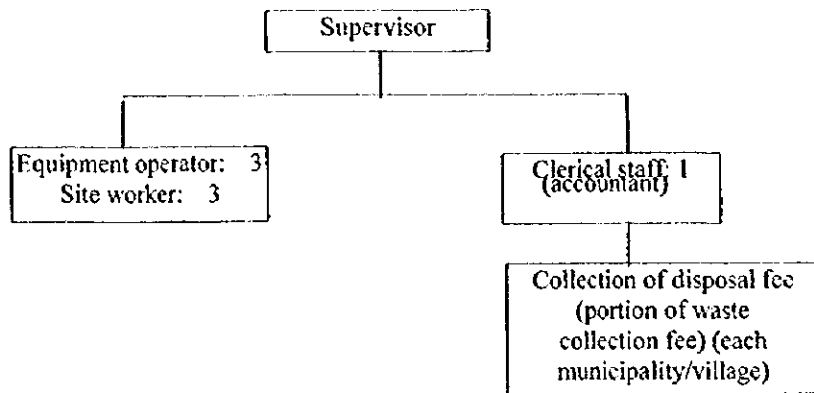 Supervisor
Equipment operator: 3
Site worker: 3
Clerical staff: 1
(accountant)
Collection of disposal fee
(portion of waste
collection fee) (each
municipality/village)